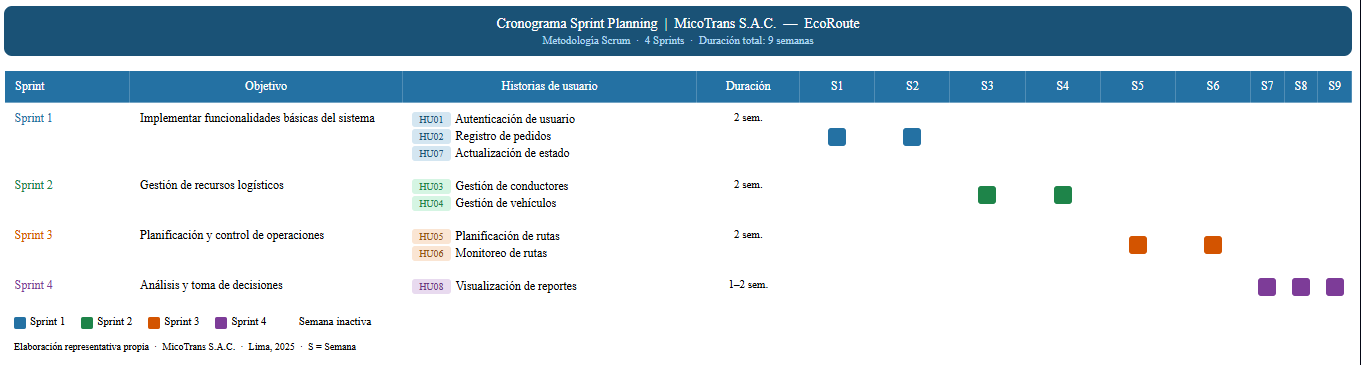 Cronograma Sprint Planning | MicoTrans S.A.C. — EcoRoute
Metodología Scrum · 4 Sprints · Duración total: 9 semanas
Sprint Objetivo Historias de usuario Duración S1 S2 S3 S4 S5 S6 S7 S8 S9
Sprint 1 Implementar funcionalidades básicas del sistema HU01 Autenticación de usuario 2 sem.
HU02 Registro de pedidos
HU07 Actualización de estado
Sprint 2 Gestión de recursos logísticos HU03 Gestión de conductores 2 sem.
HU04 Gestión de vehículos
Sprint 3 Planificación y control de operaciones HU05 Planificación de rutas 2 sem.
HU06 Monitoreo de rutas
Sprint 4 Análisis y toma de decisiones HU08 Visualización de reportes 1–2 sem.
Sprint 1 Sprint 2 Sprint 3 Sprint 4 Semana inactiva
Elaboración representativa propia · MicoTrans S.A.C. · Lima, 2025 · S = Semana